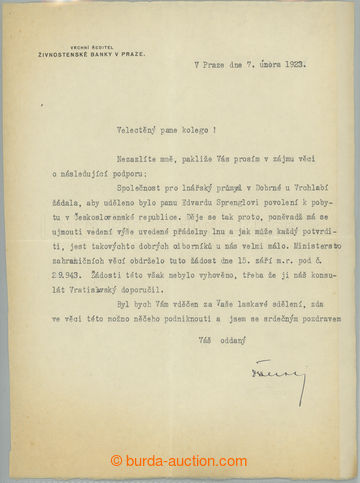 VRCHNÍ ŘEDITEL
ŽIVNOSTENSKÉ BANKY V PRAZE.
V Praze dne 7. února 1923.
Velectěný pane kolego !
Nezazlíte mně, pakliže Vás prosím v zájmu věci
o následující podporu:
Společnost pro lnářský průmysl v Dobrné u Vrchlabí
žádala, aby uděleno bylo panu Edvardu Sprenglovi povolení k poby-
tu v Československé republice. Děje se tak proto, poněvadž má se
ujmouti vedení výše uvedené přádelny lnu a jak může každý potvrdi-
ti, jest takovýchto dobrých odborníků u nás velmi málo. Ministersto
zahraničních věcí obdrželo tuto žádost dne 15. září m.r. pod č.
29.943. Žádosti této však nebylo vyhověno, třeba že ji náš konsu-
lát Vratislavský doporučil.
Byl bych Vám vděčen za Vaše laskavé sdělení, zda
ve věci této možno něčeho podniknouti a jsem se srdečným pozdravem
Váš oddaný
© burda-auction.com